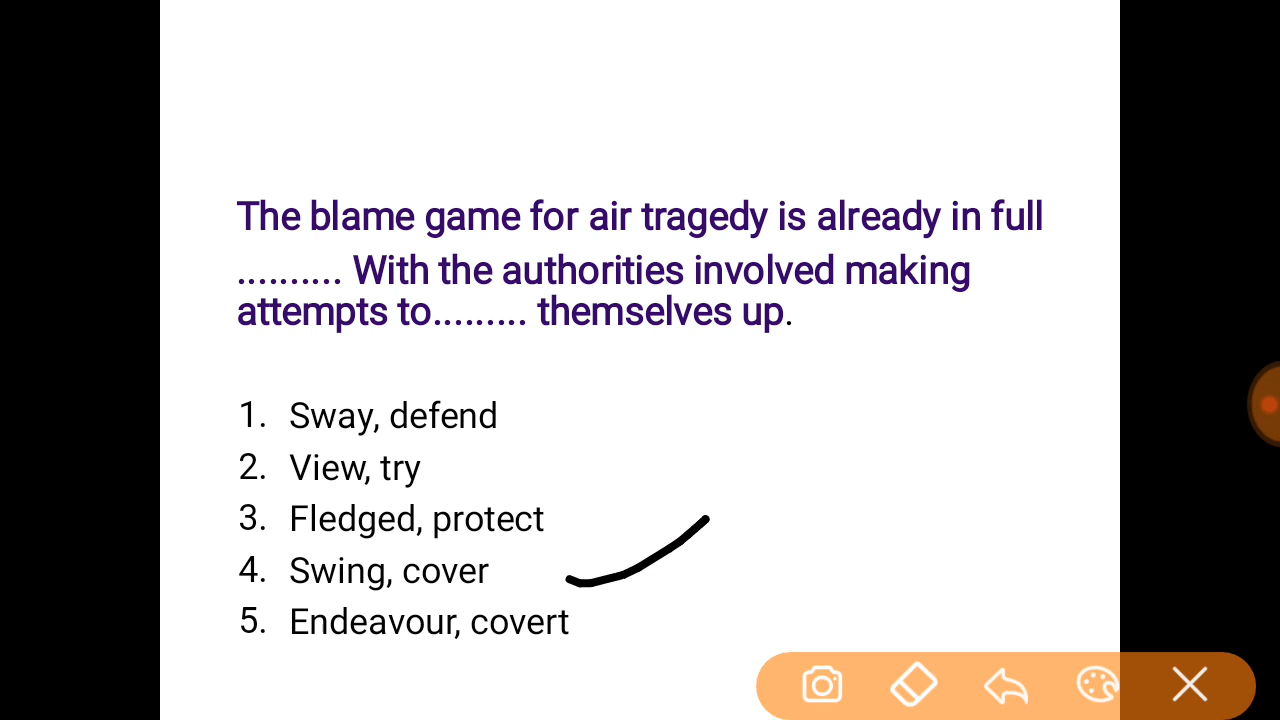 The blame game for air tragedy is already in full
.......... With the authorities involved making
attempts to......... themselves up.
1. Sway, defend
2. View, try
3. Fledged, protect
4. Swing, cover
5. Endeavour, covert